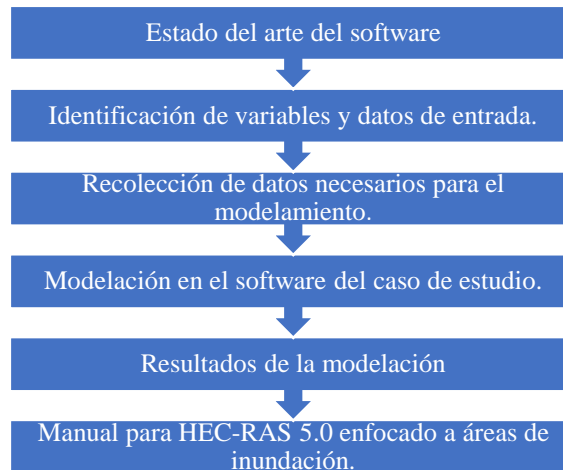 Estado del arte del software
Identificación de variables y datos de entrada.
Recolección de datos necesarios para el
modelamiento.
Modelación en el software del caso de estudio.
Resultados de la modelación
Manual para HEC-RAS 5.0 enfocado a áreas de
inundación.